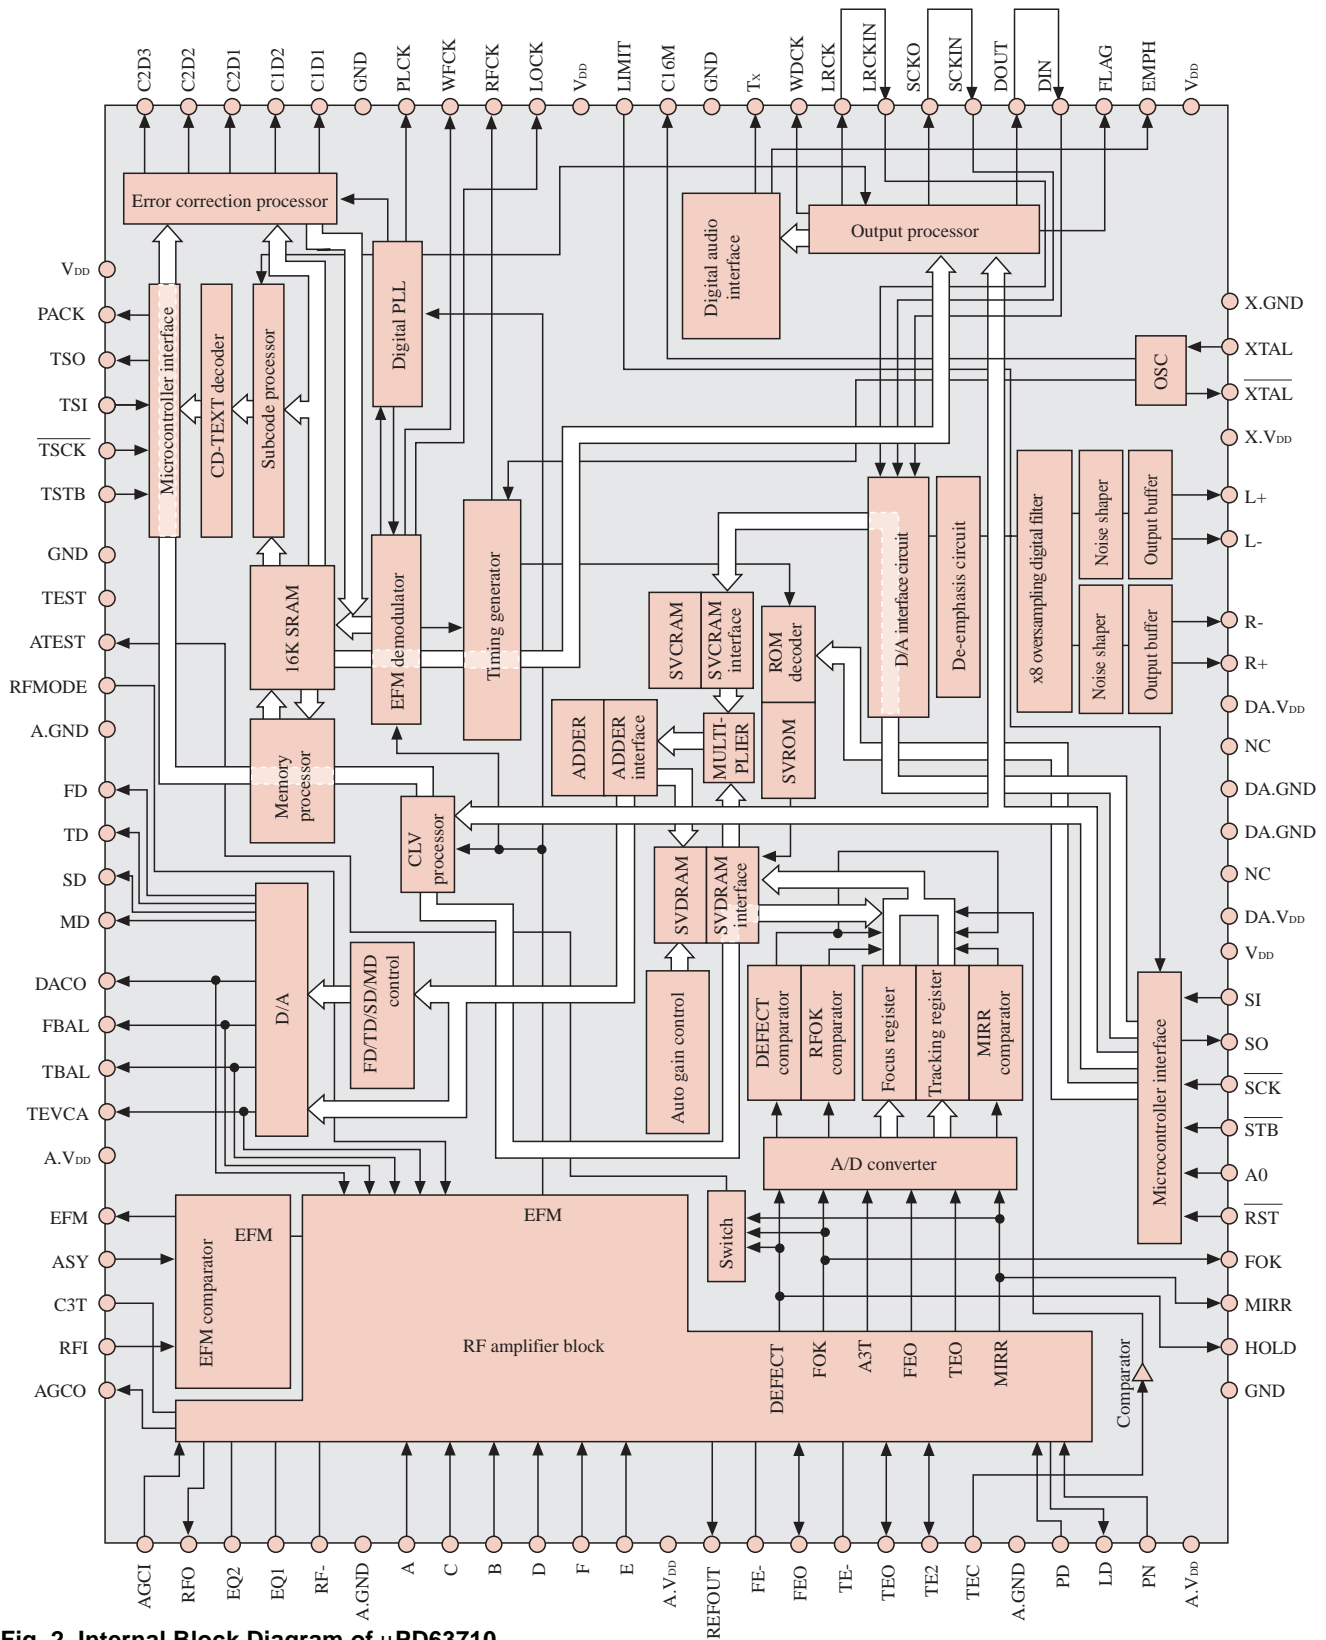 C2D3
C2D2
C2D1
C1D2
C1D1
GND
PLCK
WFCK
RFCK
LOCK
VDD
LIMIT
C16M
GND
TX
WDCK
LRCK
LRCKIN
SCKO
SCKIN
DOUT
DIN
FLAG
EMPH
VDD
Error correction processor
Digital PLL
Digital audio
interface
Output processor
VDD
PACK
TSO
TSI
TSCK
TSTB
GND
TEST
ATEST
RFMODE
A.GND
FD
TD
SD
MD
DACO
FBAL
TBAL
TEVCA
A.VDD
EFM
ASY
C3T
RFI
AGCO
Microcontroller interface
CD-TEXT decoder
Subcode processor
16K SRAM
EFM demodulator
Timing generator
Memory
processor
CLV
processor
SVCRAM
SVCRAM
interface
ROM
decoder
SVROM
ADDER
ADDER
interface
MULTI-
PLIER
SVDRAM
SVDRAM
interface
D/A interface circuit
De-emphasis circuit
x8 oversampling digital filter
Noise shaper
Output buffer
Noise shaper
Output buffer
OSC
D/A
FD/TD/SD/MD
control
Auto gain control
DEFECT
comparator
RFOK
comparator
Focus register
Tracking register
MIRR
comparator
A/D converter
Switch
Microcontroller interface
EFM comparator
EFM
EFM
RF amplifier block
DEFECT
FOK
A3T
FEO
TEO
MIRR
Comparator
X.GND
XTAL
XTAL
X.VDD
L+
L-
R-
R+
DA.VDD
NC
DA.GND
DA.GND
NC
DA.VDD
VDD
SI
SO
SCK
STB
A0
RST
FOK
MIRR
HOLD
GND
AGCI
RFO
EQ2
EQ1
RF-
A.GND
A
C
B
D
F
E
A.VDD
REFOUT
FE-
FEO
TE-
TEO
TE2
TEC
A.GND
PD
LD
PN
A.VDD
Fig. 2 Internal Block Diagram of μPD63710